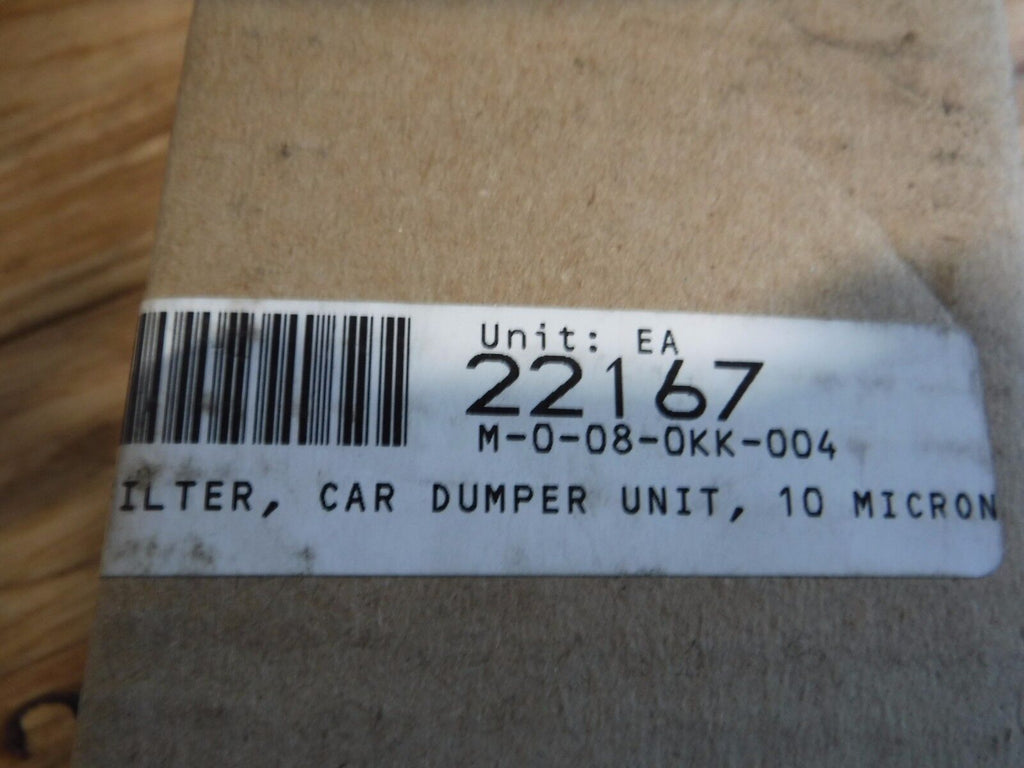 Unit: EA
22167
M-0-08-0KK-004
ILTER, CAR DUMPER UNIT, 10 MICRON